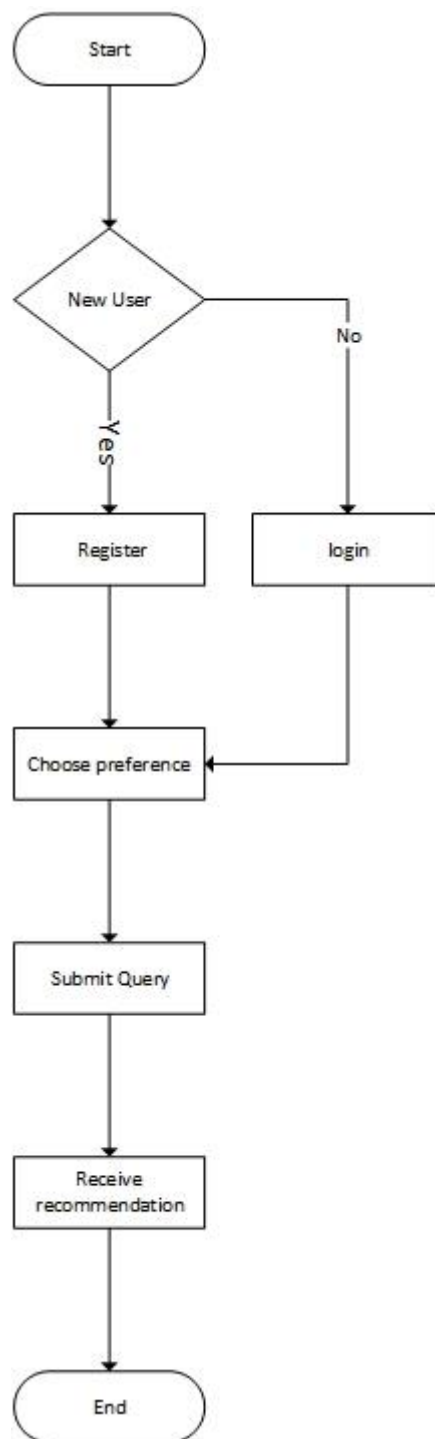 Start
New User
No
Yes
Register
login
Choose preference
Submit Query
Receive
recommendation
End